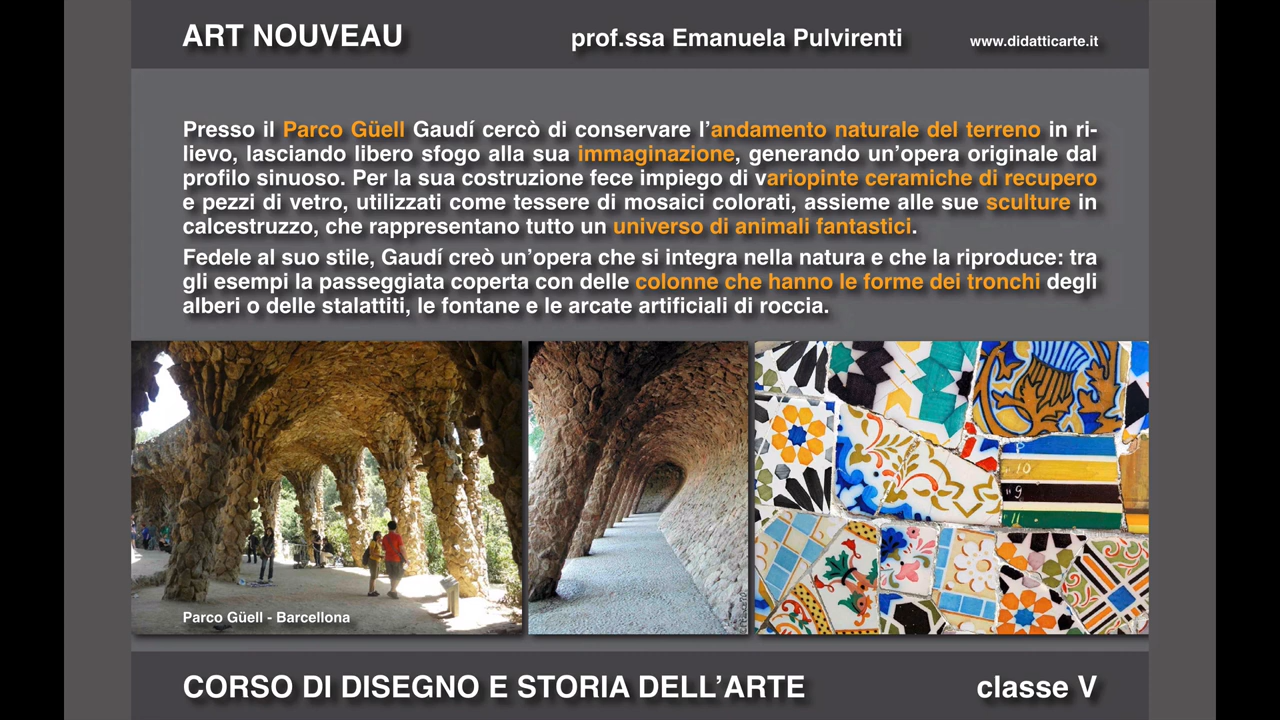 ART NOUVEAU
prof.ssa Emanuela Pulvirenti
www.didatticarte.it
Presso il Parco Güell Gaudí cercò di conservare l’andamento naturale del terreno in ri-
lievo, lasciando libero sfogo alla sua immaginazione, generando un’opera originale dal
profilo sinuoso. Per la sua costruzione fece impiego di variopinte ceramiche di recupero
e pezzi di vetro, utilizzati come tessere di mosaici colorati, assieme alle sue sculture in
calcestruzzo, che rappresentano tutto un universo di animali fantastici.
Fedele al suo stile, Gaudí creò un’opera che si integra nella natura e che la riproduce: tra
gli esempi la passeggiata coperta con delle colonne che hanno le forme dei tronchi degli
alberi o delle stalattiti, le fontane e le arcate artificiali di roccia.
10
9
Parco Güell - Barcellona
CORSO DI DISEGNO E STORIA DELL’ARTE
classe V